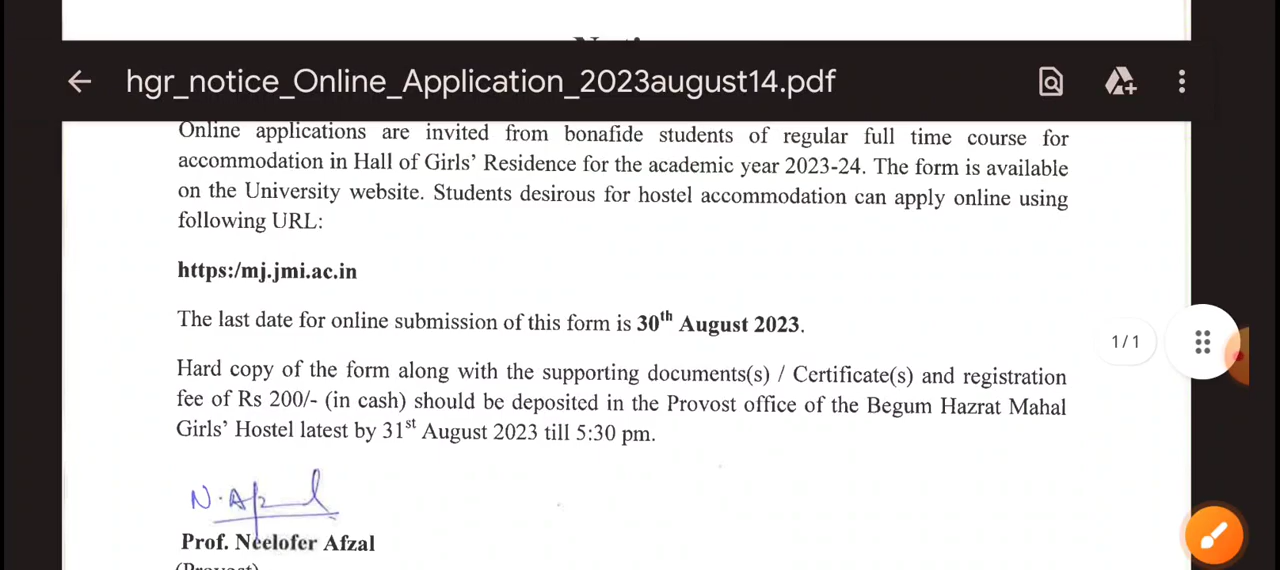 hgr_notice_Online_Application_2023august14.pdf
Online applications are invited from bonafide students of regular full time course for
accommodation in Hall of Girls’ Residence for the academic year 2023-24. The form is available
on the University website. Students desirous for hostel accommodation can apply online using
following URL:
https:/mj.jmi.ac.in
The last date for online submission of this form is 30th August 2023.
1/1
Hard copy of the form along with the supporting documents(s) / Certificate(s) and registration
fee of Rs 200/- (in cash) should be deposited in the Provost office of the Begum Hazrat Mahal
Girls’ Hostel latest by 31st August 2023 till 5:30 pm.
Prof. Neelofer Afzal
(Provost)